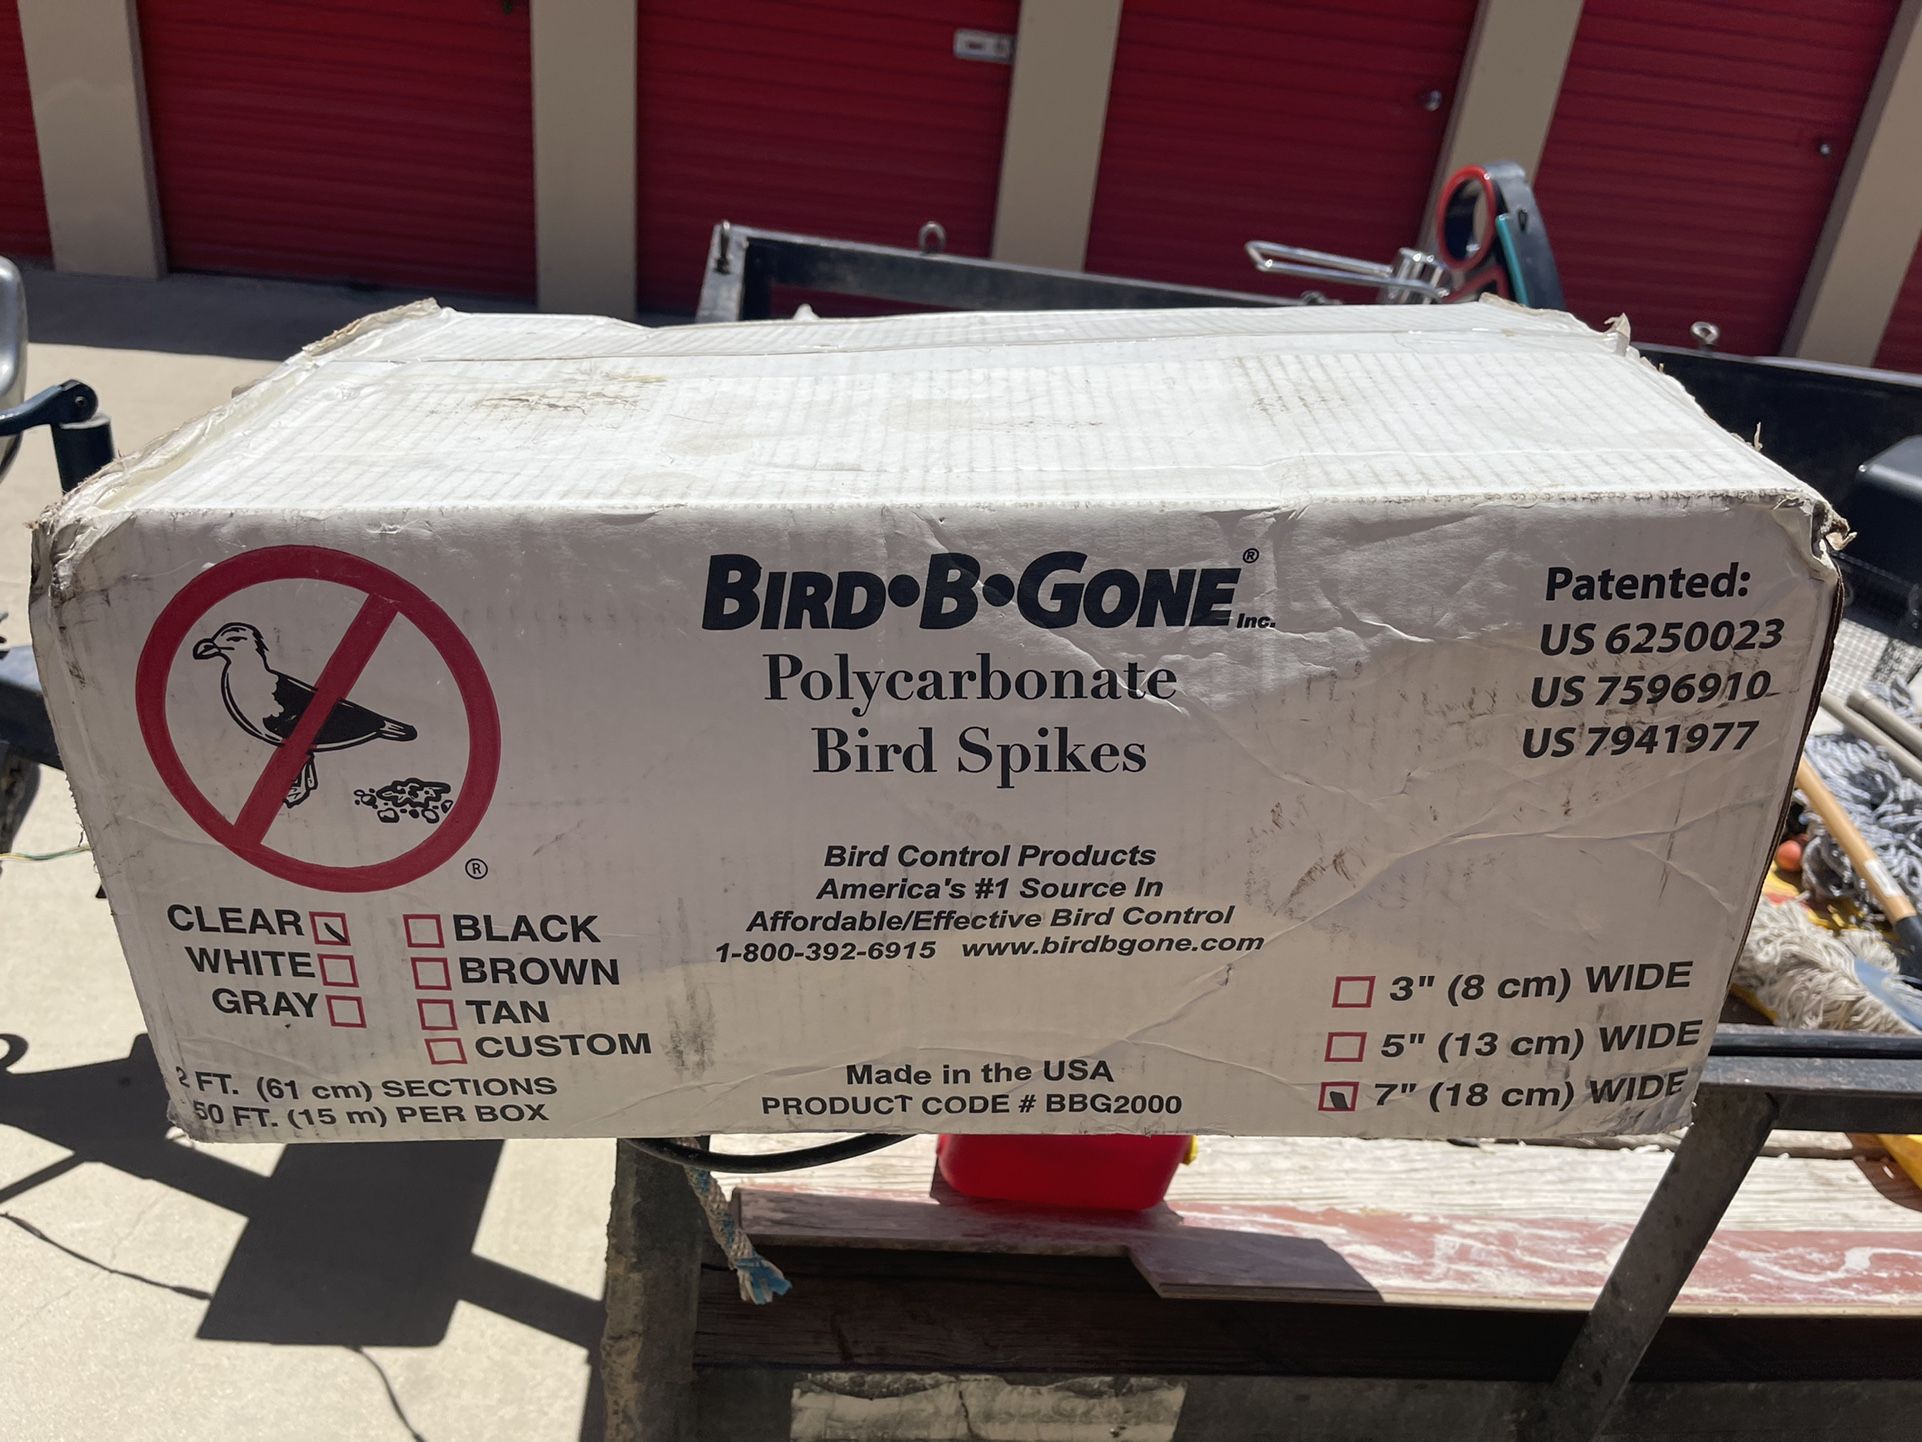 BIRD•B•GONE® Inc.
Polycarbonate
Bird Spikes
Patented:
US 6250023
US 7596910
US 7941977
®
Bird Control Products
America's #1 Source In
Affordable/Effective Bird Control
1-800-392-6915 www.birdbgone.com
CLEAR
WHITE
GRAY
BLACK
BROWN
TAN
CUSTOM
2 FT. (61 cm) SECTIONS
50 FT. (15 m) PER BOX
Made in the USA
PRODUCT CODE # BBG2000
3" (8 cm) WIDE
5" (13 cm) WIDE
7" (18 cm) WIDE